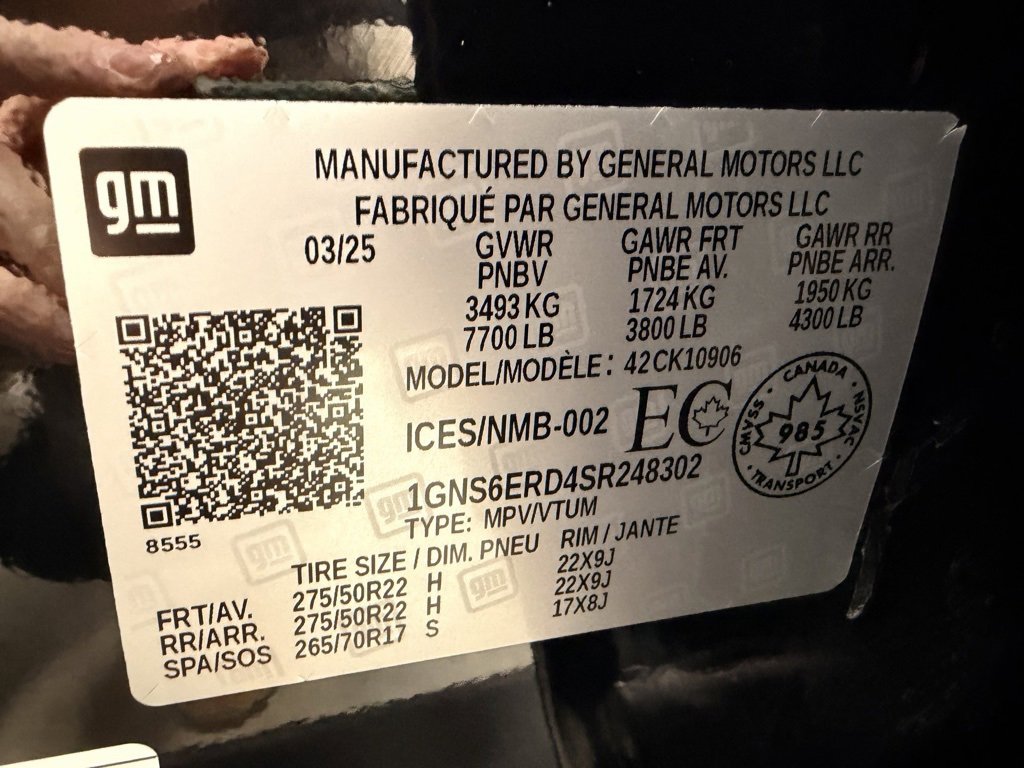 gm
MANUFACTURED BY GENERAL MOTORS LLC
FABRIQUÉ PAR GENERAL MOTORS LLC
03/25 GVWR GAWR FRT GAWR RR
PNBV PNBE AV. PNBE ARR.
3493 KG 1724 KG 1950 KG
7700 LB 3800 LB 4300 LB
MODEL/MODÈLE: 42CK10906
ICES/NMB-002 EC
CANADA
CMVSS 985 NSVAC
TRANSPORT
1GNS6ERD4SR248302
TYPE: MPV/VTUM
8555
TIRE SIZE / DIM. PNEU RIM / JANTE
FRT/AV. 275/50R22 H 22X9J
RR/ARR. 275/50R22 H 22X9J
SPA/SOS 265/70R17 S 17X8J